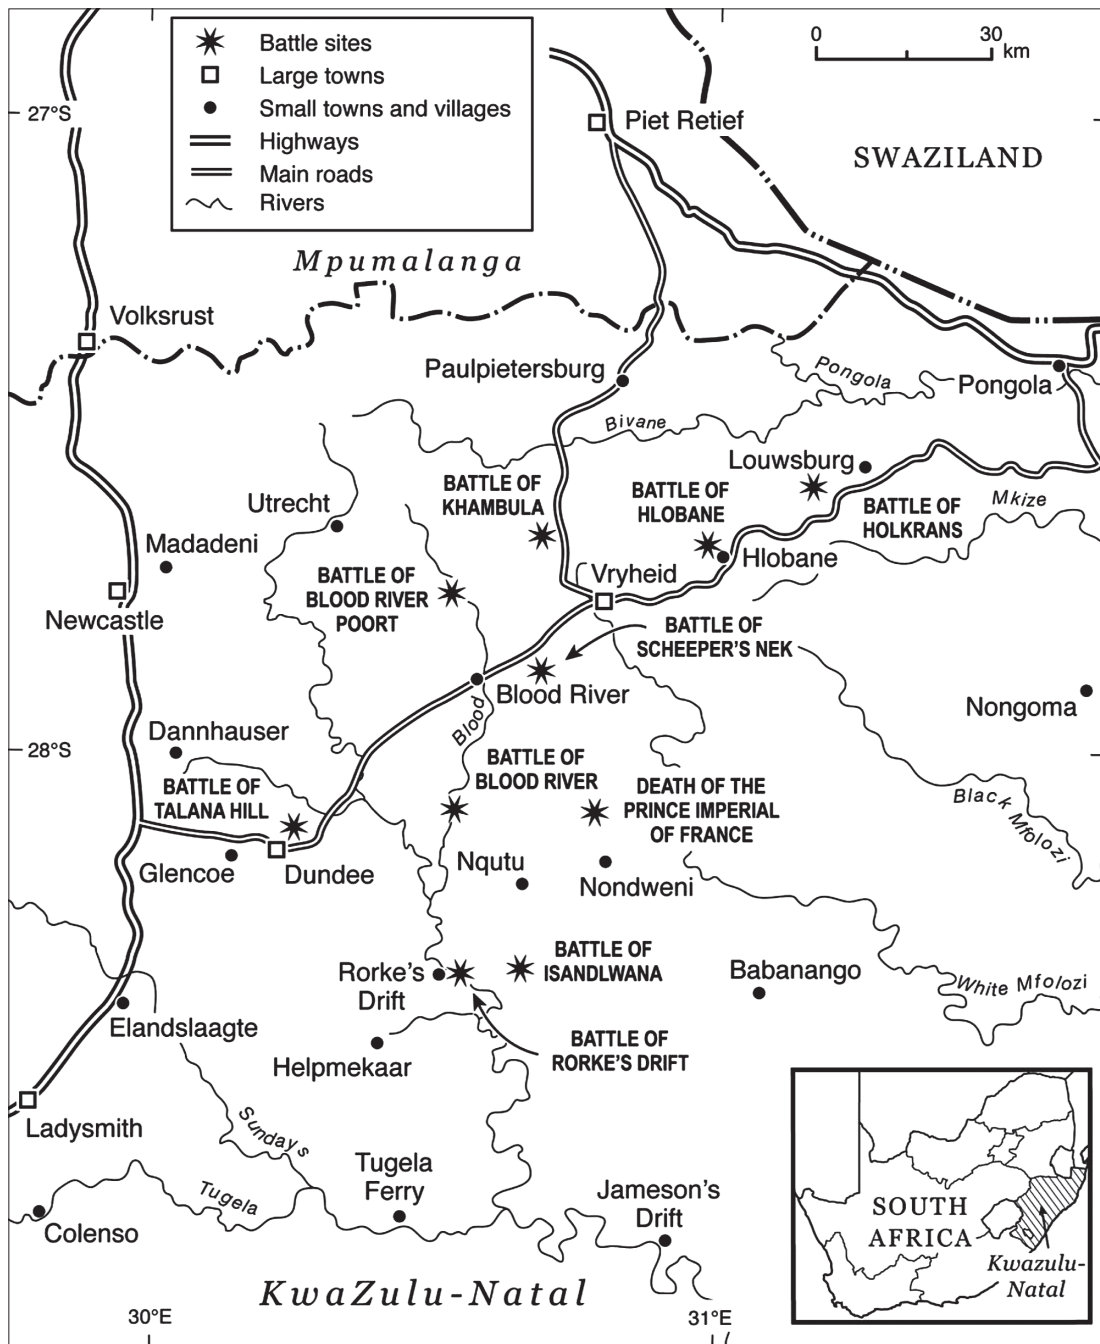 Battle sites
Large towns
Small towns and villages
Highways
Main roads
Rivers
0 30
km
27°S
Piet Retief
SWAZILAND
Mpumalanga
Volksrust
Paulpietersburg
Pongola
Pongola
Bivane
Louwsburg
BATTLE OF
KHAMBULA
BATTLE OF
HLOBANE
BATTLE OF
HOLKRANS
Mkize
Utrecht
Madadeni
Hlobane
Vryheid
BATTLE OF
BLOOD RIVER
POORT
Newcastle
BATTLE OF
SCHEEPER'S NEK
Blood River
Nongoma
Blood
Dannhauser
28°S
BATTLE OF
TALANA HILL
BATTLE OF
BLOOD RIVER
DEATH OF THE
PRINCE IMPERIAL
OF FRANCE
Black Mfolozi
Glencoe
Dundee
Nqutu
Nondweni
BATTLE OF
ISANDLWANA
Rorke's
Drift
Babanango
White Mfolozi
Elandslaagte
Helpmekaar
BATTLE OF
RORKE'S DRIFT
Ladysmith
Sundays
Tugela
Ferry
Tugela
Jameson's
Drift
Colenso
SOUTH
AFRICA
Kwazulu-
Natal
KwaZulu-Natal
30°E
31°E